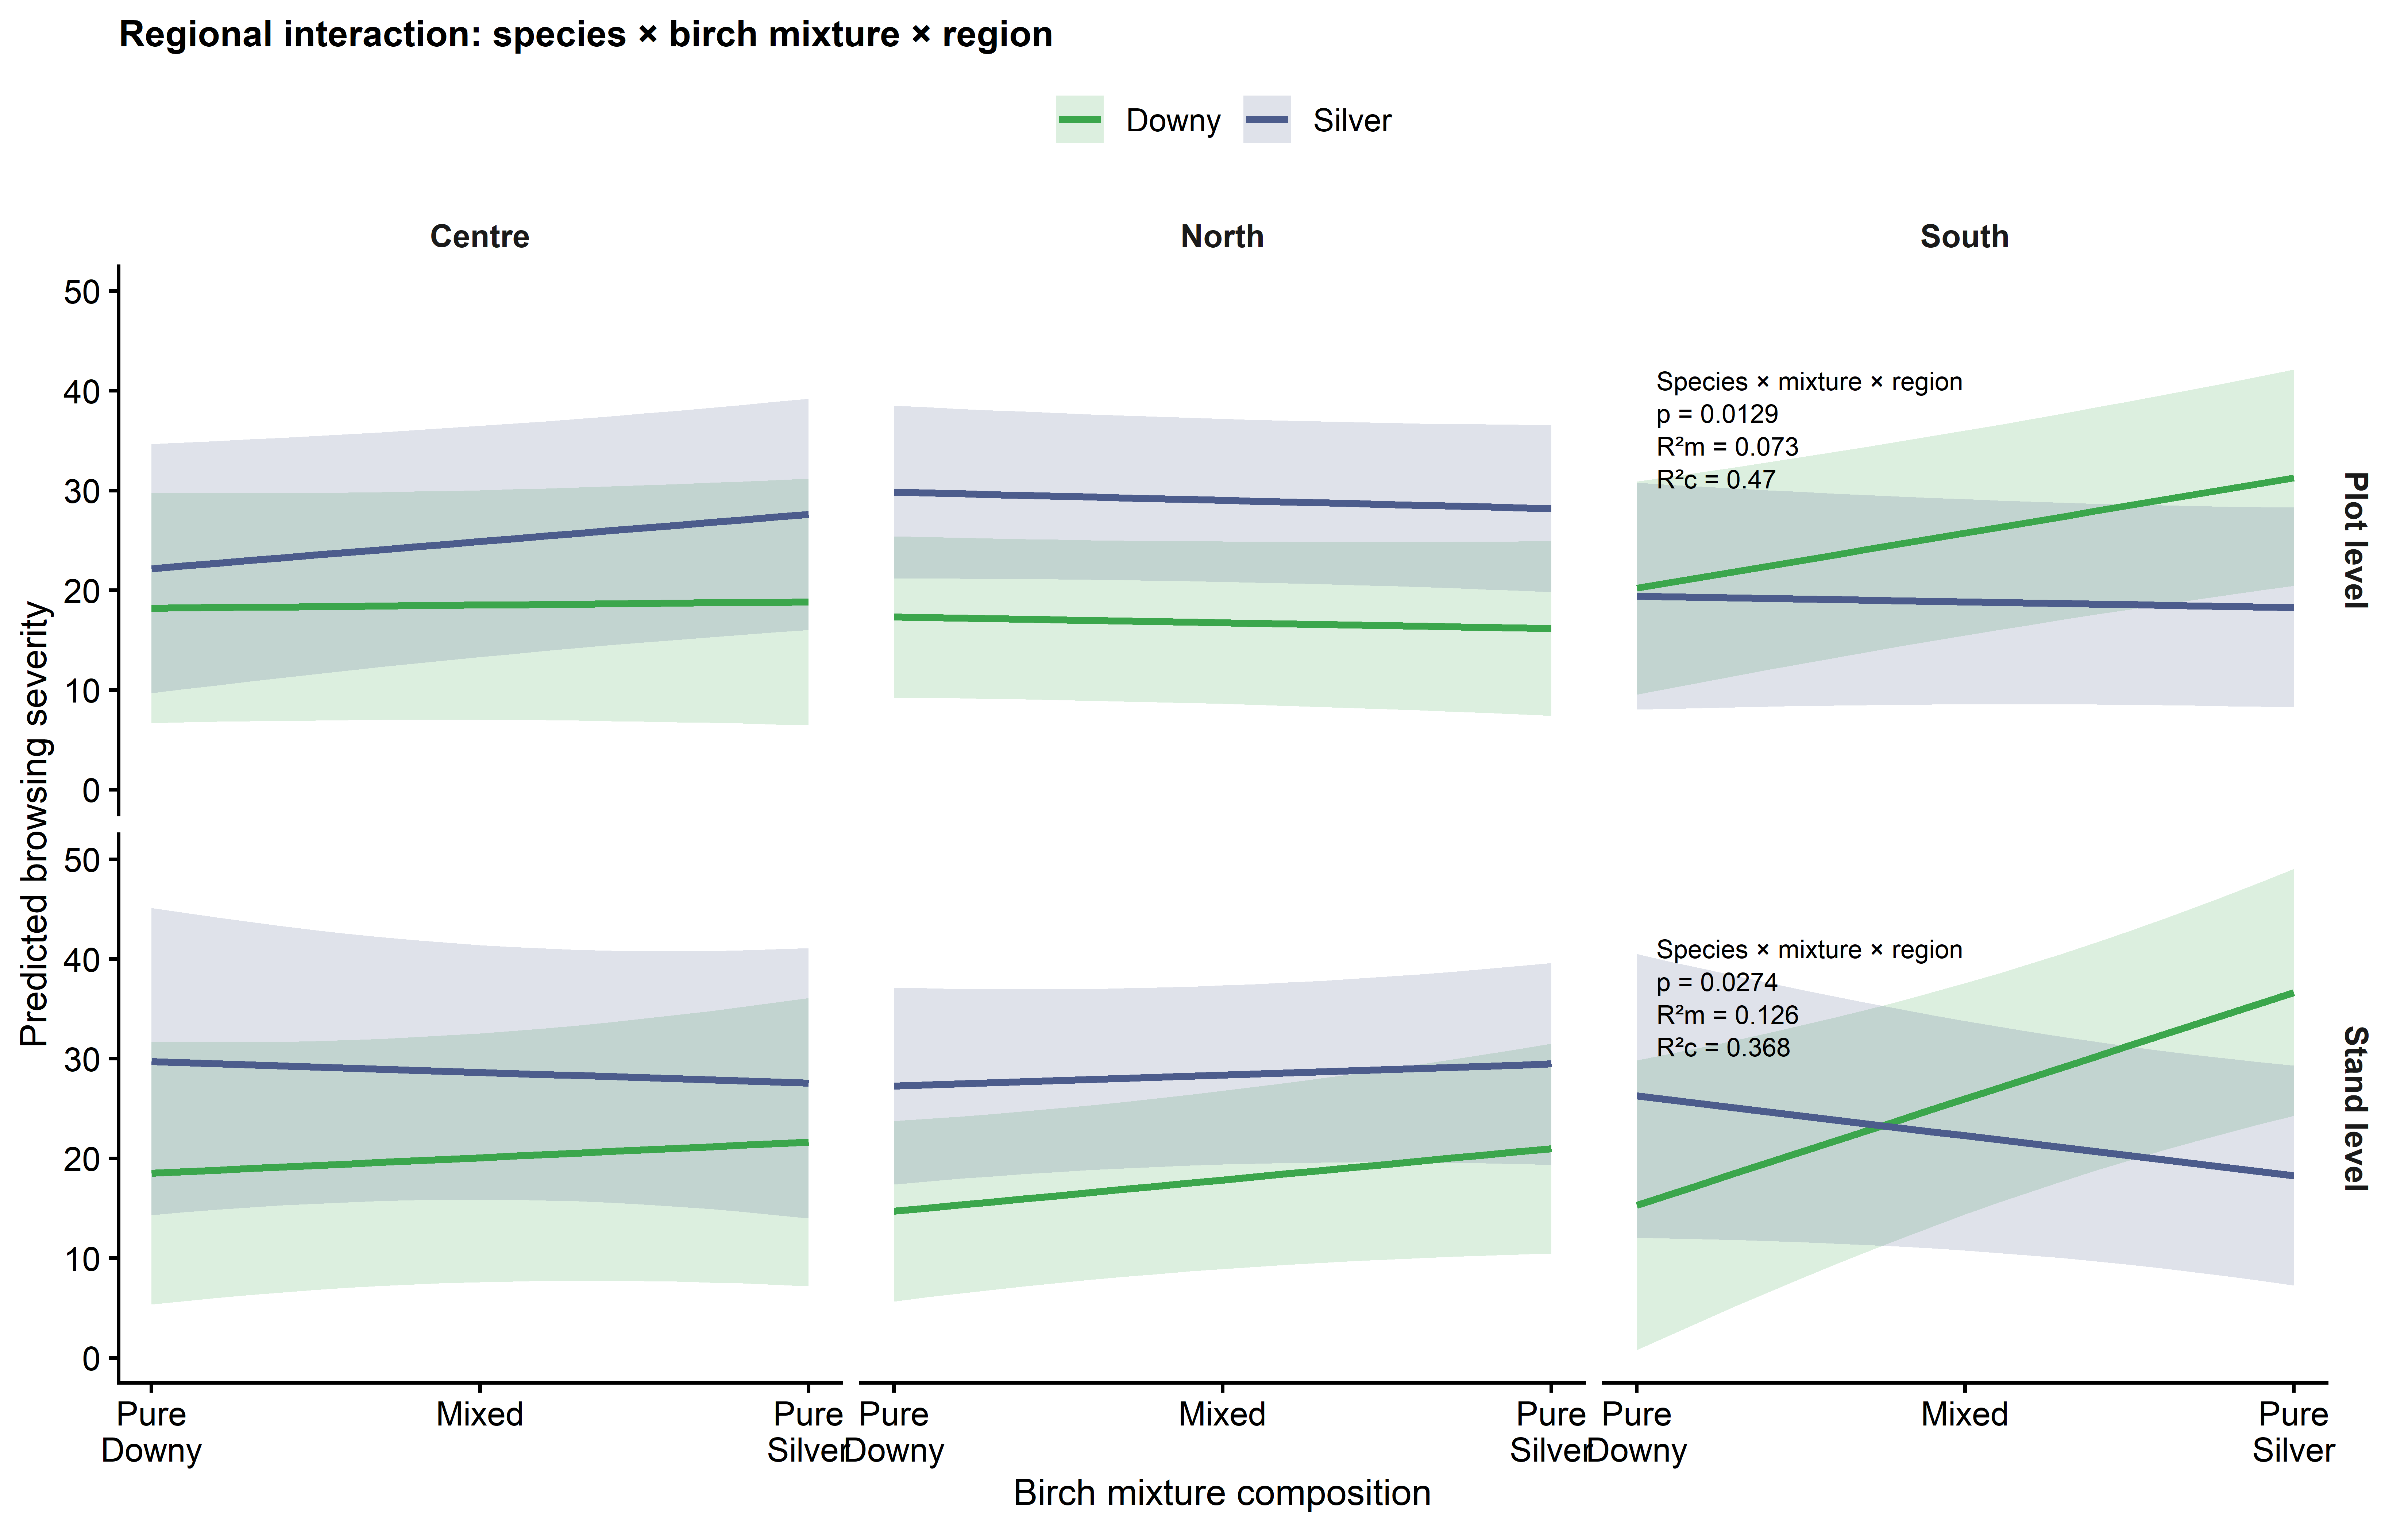 Regional interaction: species × birch mixture × region
Downy
Silver
Centre
North
South
50
40
30
20
10
0
Species × mixture × region
p = 0.0129
R²m = 0.073
R²c = 0.47
Plot level
Predicted browsing severity
50
40
30
20
10
0
Species × mixture × region
p = 0.0274
R²m = 0.126
R²c = 0.368
Stand level
Pure
Downy
Mixed
Pure
Silver
Pure
Downy
Mixed
Pure
Silver
Pure
Downy
Mixed
Pure
Silver
Birch mixture composition